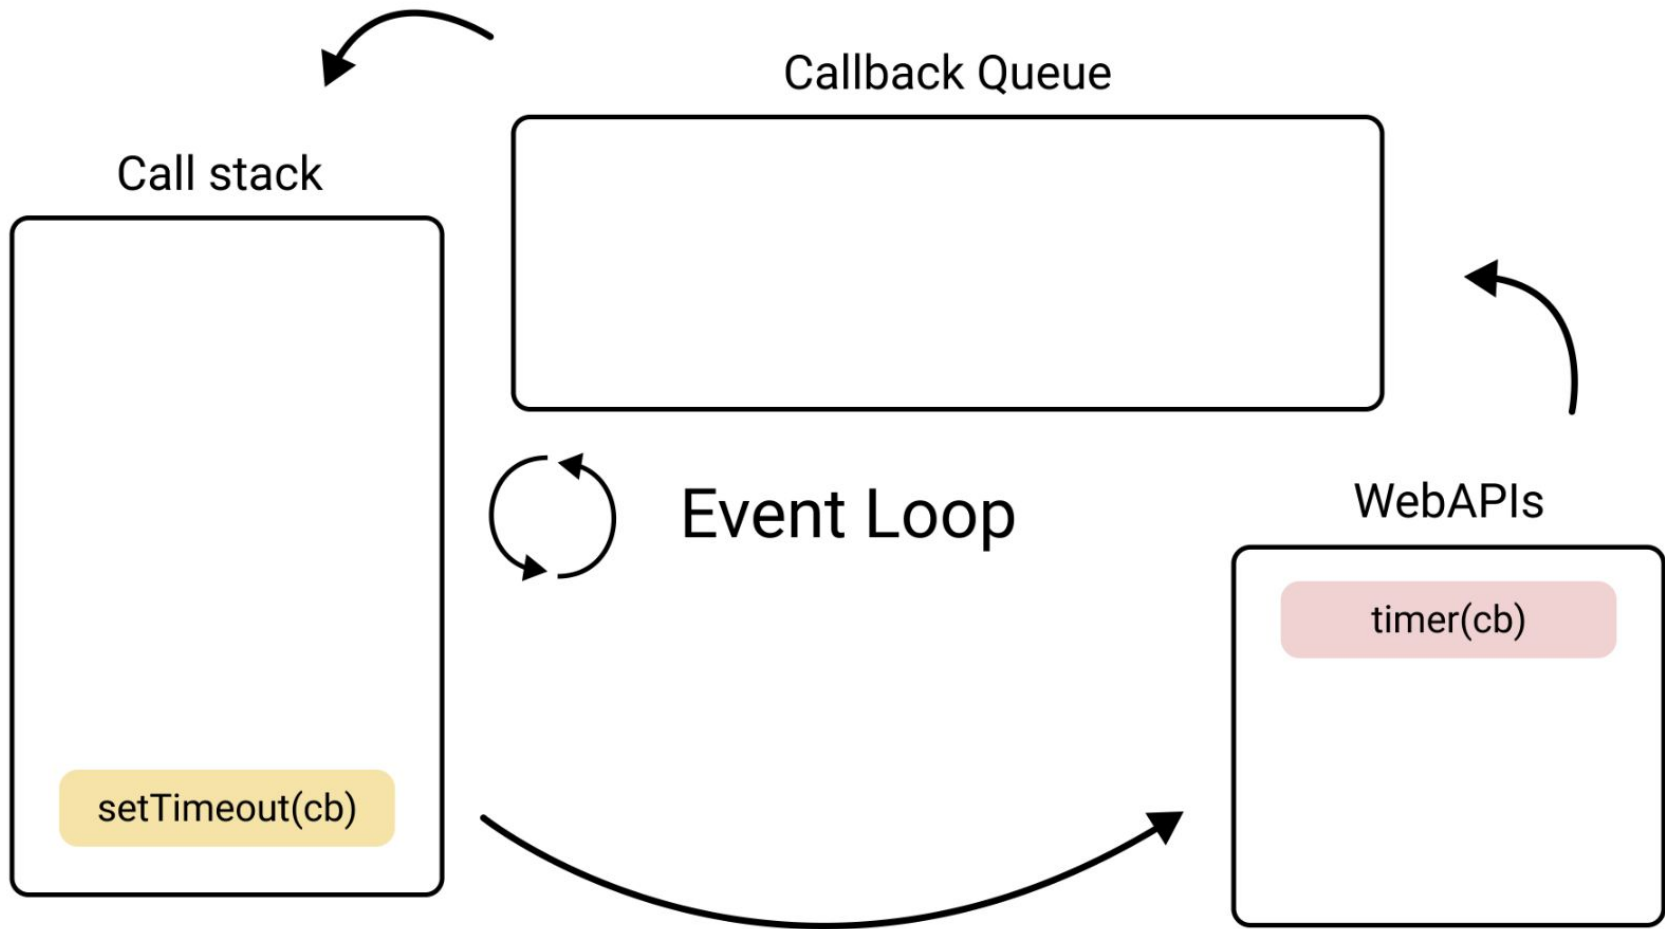 Callback Queue
Call stack
Event Loop
WebAPIs
timer(cb)
setTimeout(cb)